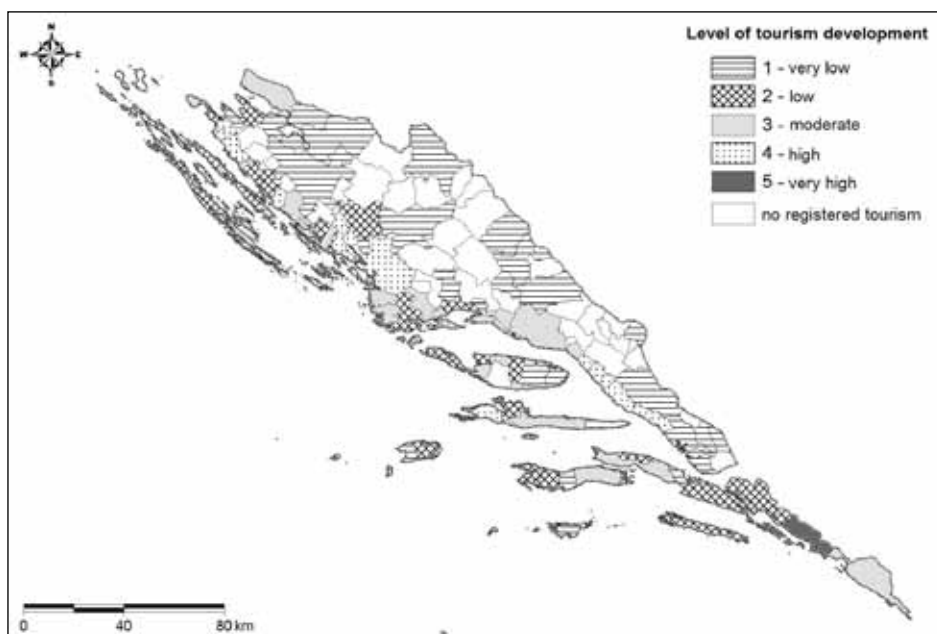 N
W E
S
Level of tourism development
1 - very low
2 - low
3 - moderate
4 - high
5 - very high
no registered tourism
0 40 80 km